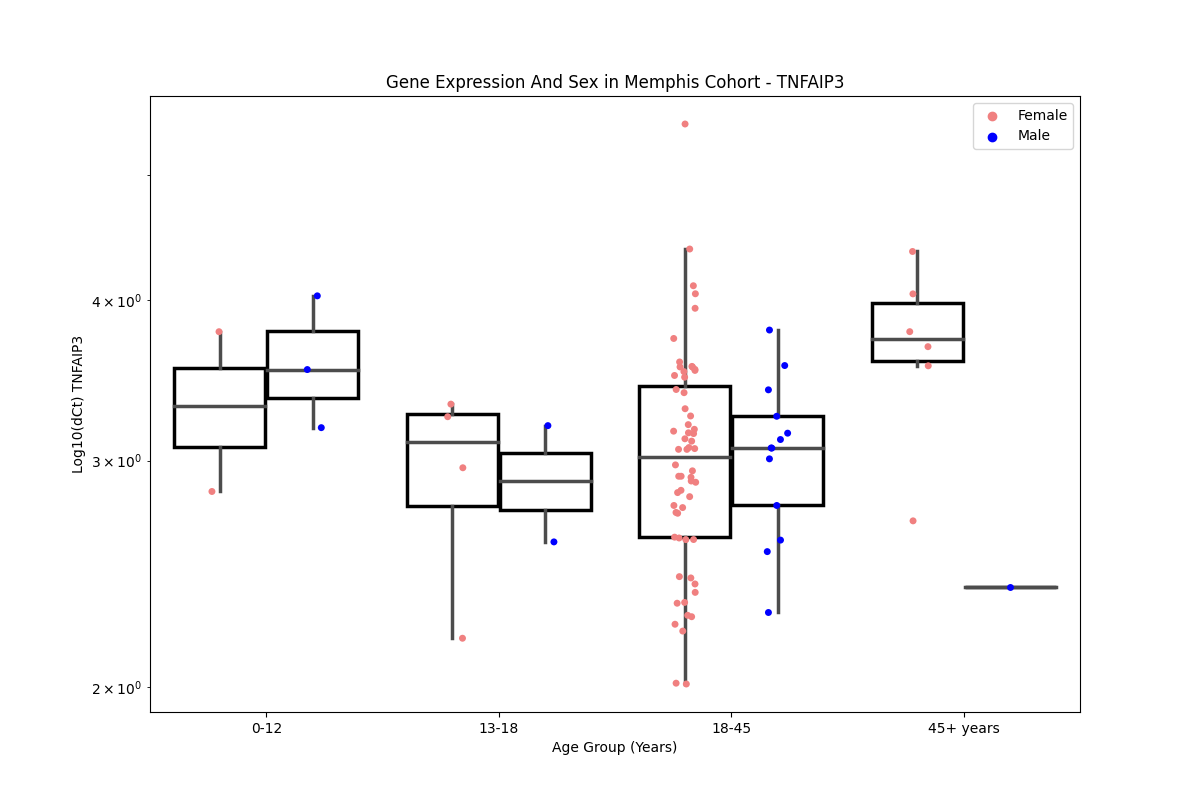 Gene Expression And Sex in Memphis Cohort - TNFAIP3
Female
Male
Log10(dCt) TNFAIP3
4 × 10⁰
3 × 10⁰
2 × 10⁰
0-12
13-18
18-45
45+ years
Age Group (Years)